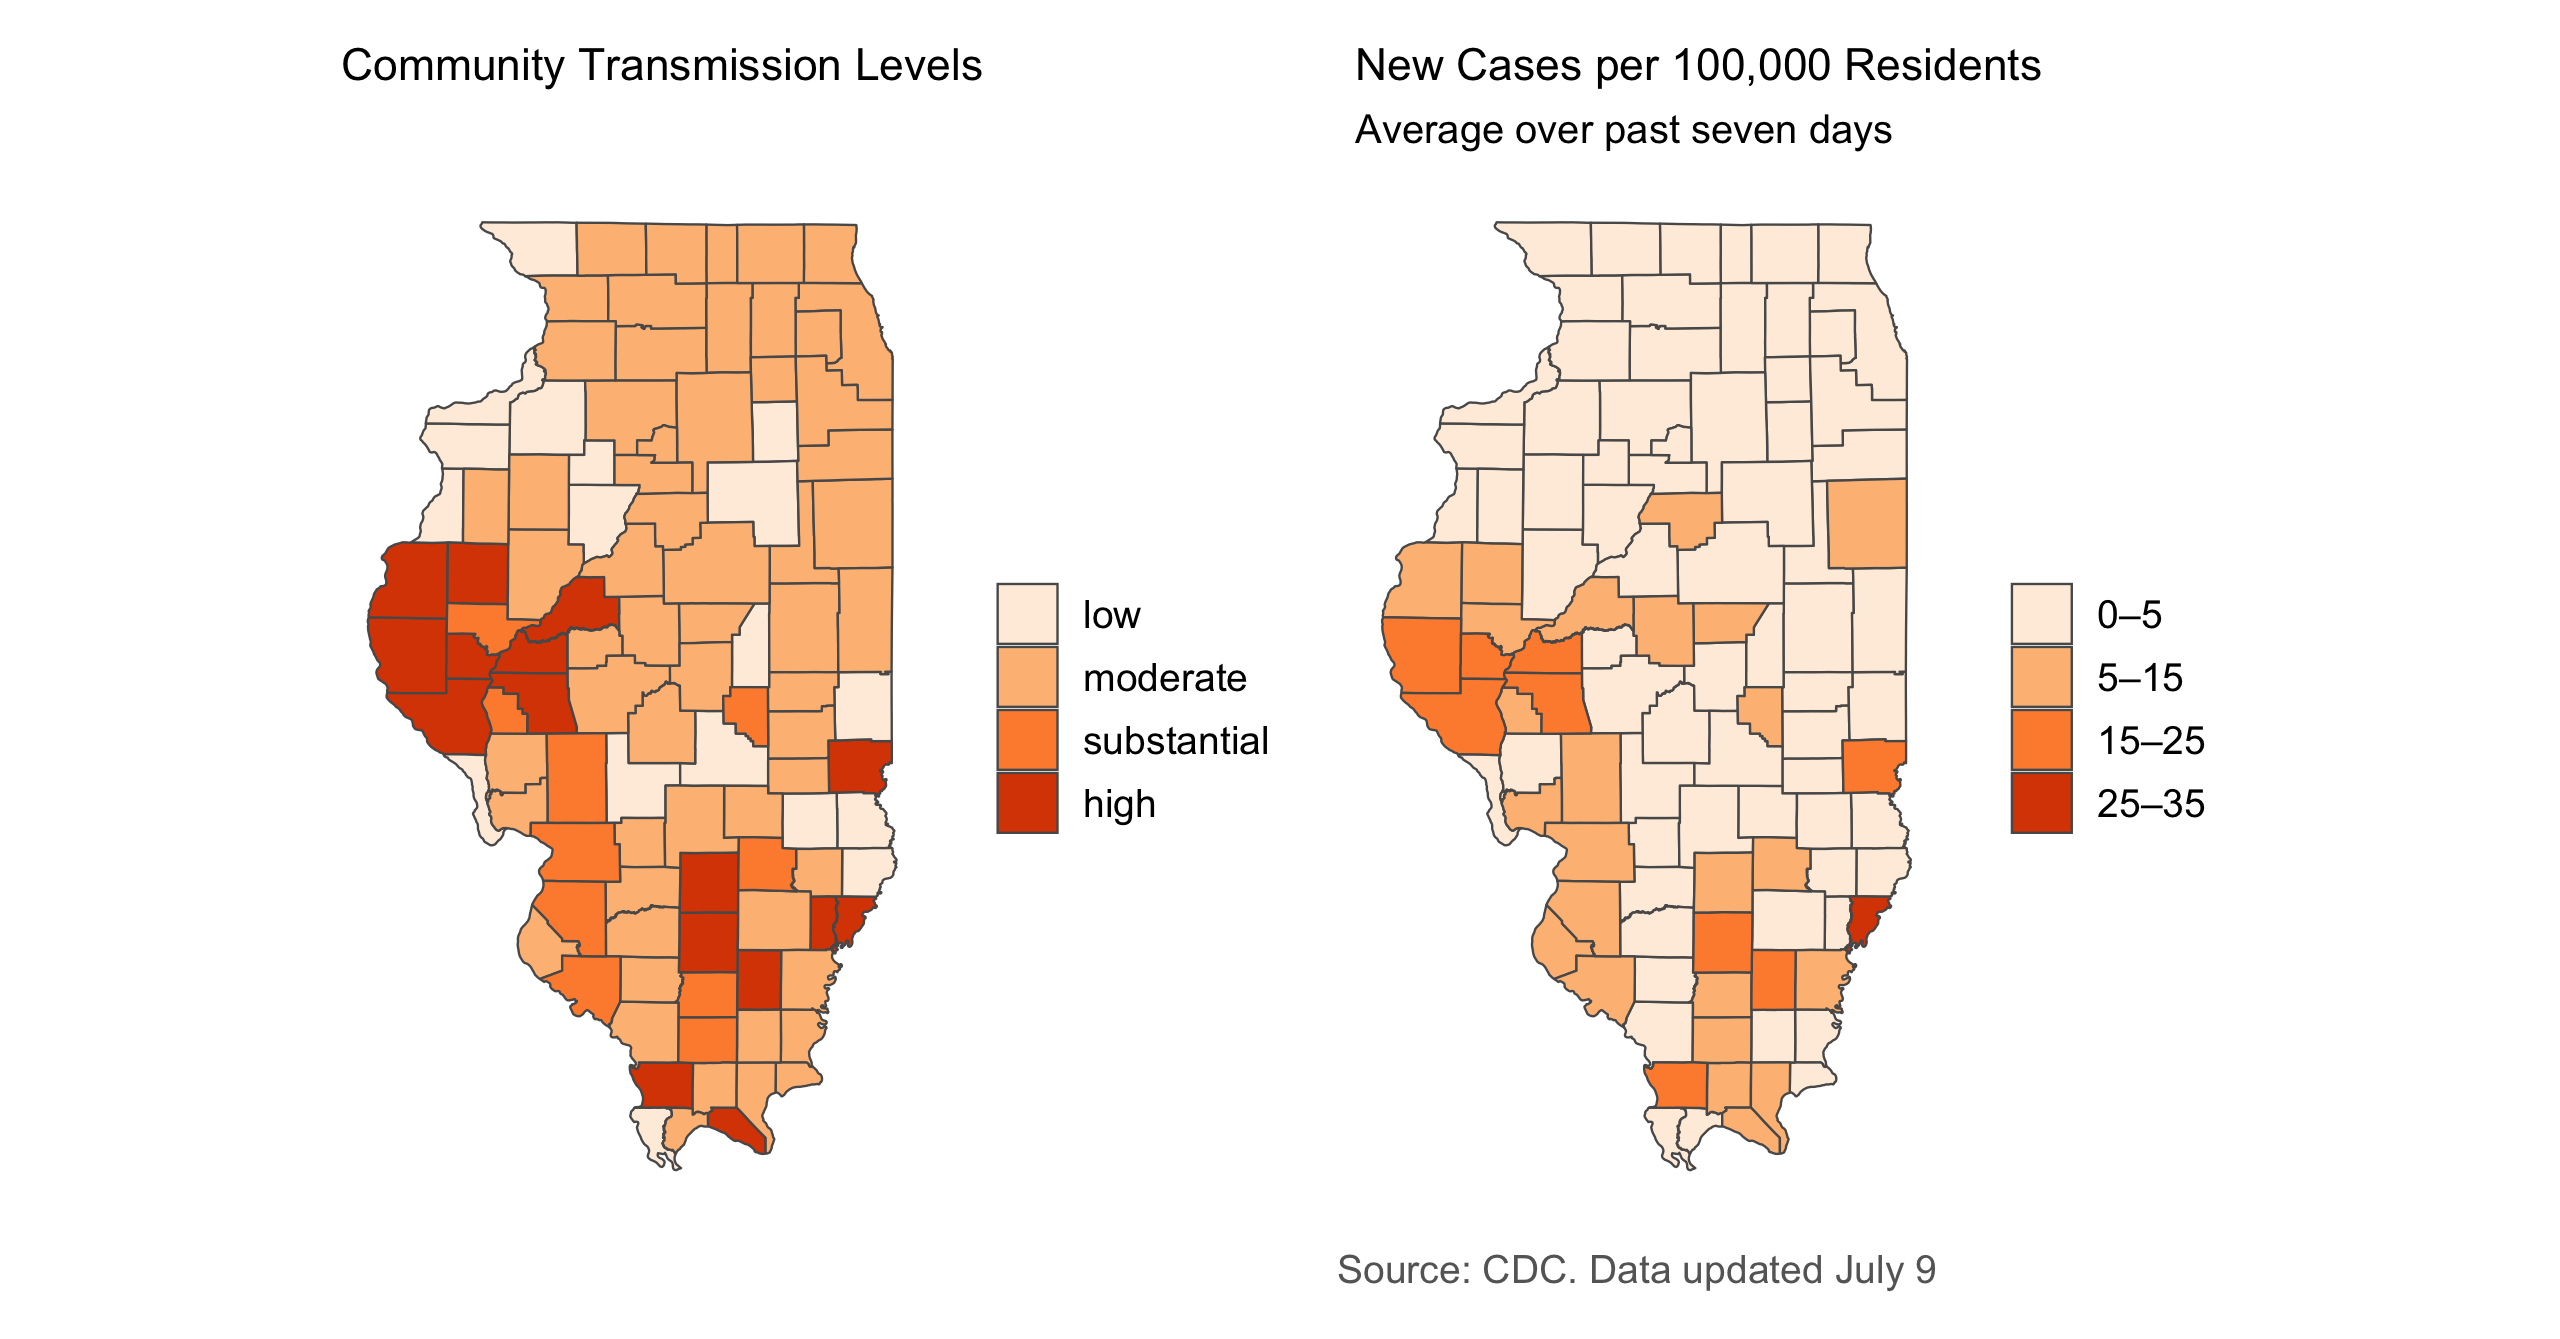 Community Transmission Levels
low
moderate
substantial
high
New Cases per 100,000 Residents
Average over past seven days
0–5
5–15
15–25
25–35
Source: CDC. Data updated July 9